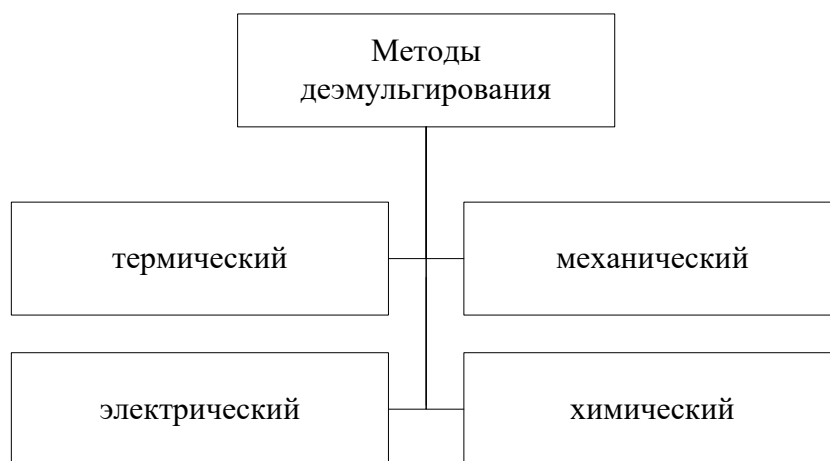 Методы
деэмульгирования
термический
механический
электрический
химический